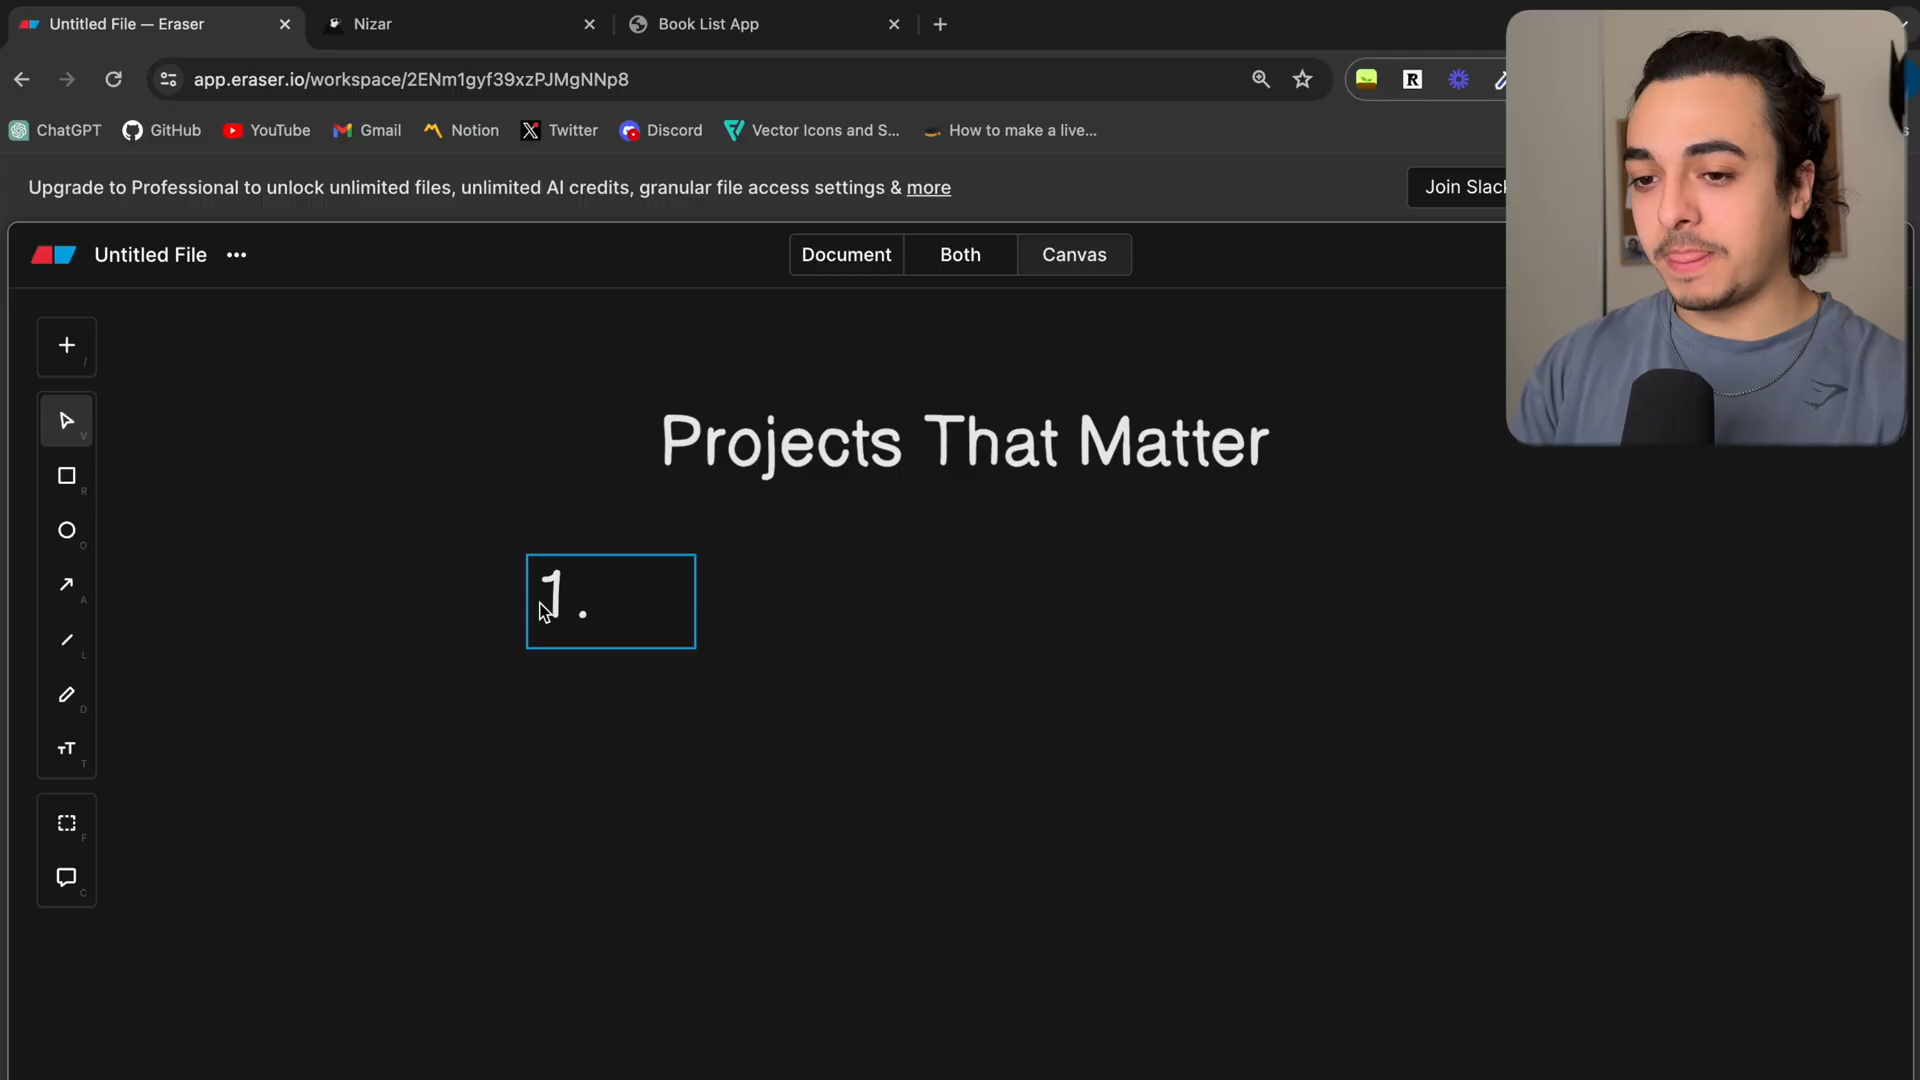 Untitled File — Eraser
Nizar
Book List App
app.eraser.io/workspace/2ENm1gyf39xzPJMgNNp8
R
ChatGPT
GitHub
YouTube
Gmail
Notion
Twitter
Discord
Vector Icons and S...
How to make a live...
s
Upgrade to Professional to unlock unlimited files, unlimited AI credits, granular file access settings & more
Join Slack
Untitled File
Document
Both
Canvas
/
V
R
O
A
L
D
T
F
C
Projects That Matter
1.